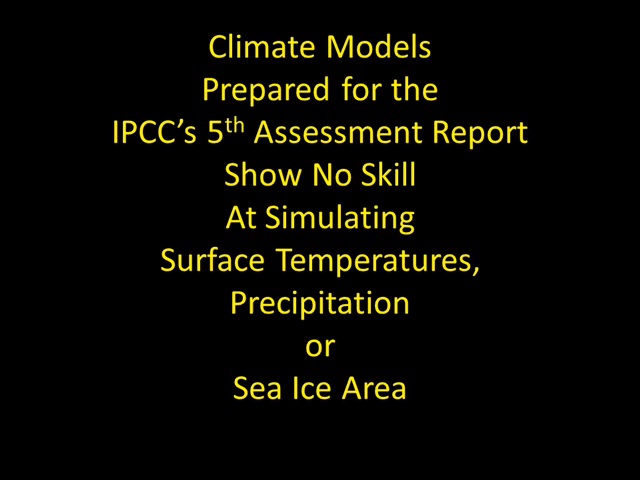 Climate Models
Prepared for the
IPCC’s 5th Assessment Report
Show No Skill
At Simulating
Surface Temperatures,
Precipitation
or
Sea Ice Area